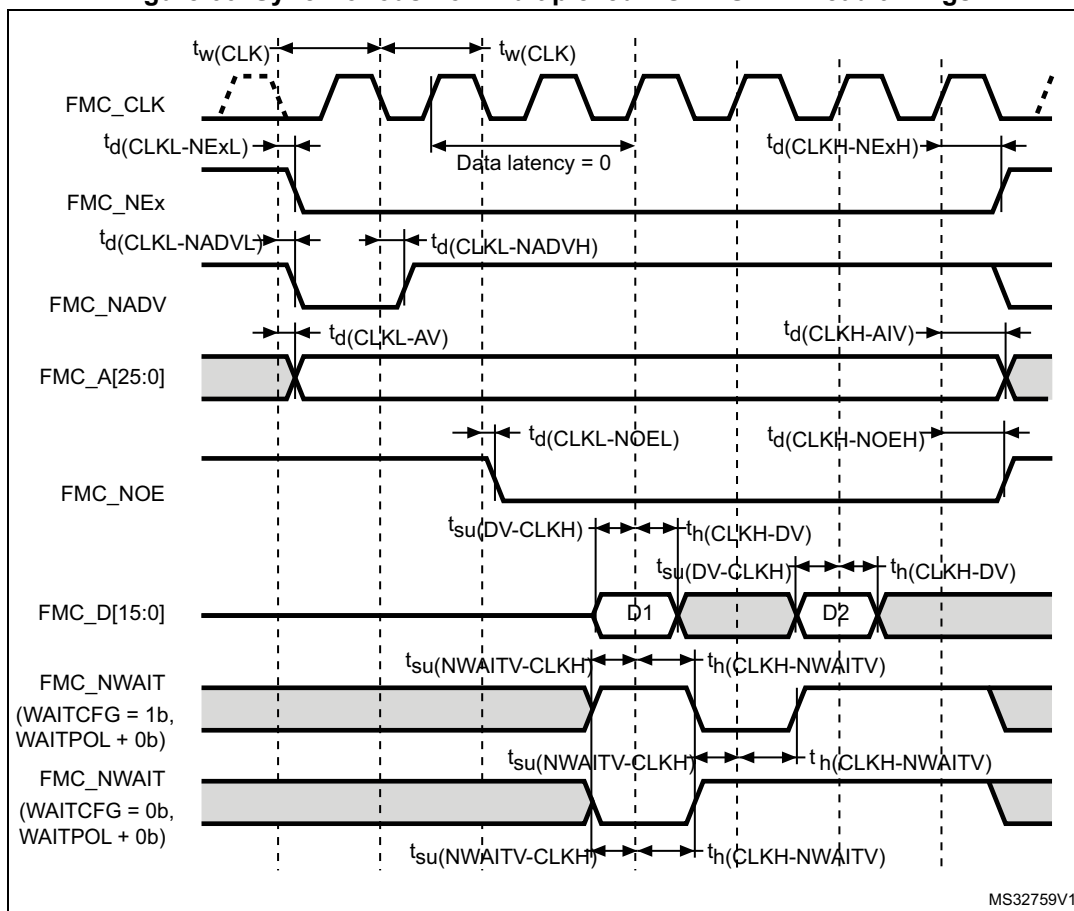 tw(CLK) tw(CLK)
FMC_CLK
td(CLKL-NExL) Data latency = 0 td(CLKH-NExH)
FMC_NEx
td(CLKL-NADVL) td(CLKL-NADVH)
FMC_NADV
td(CLKL-AV) td(CLKH-AIV)
FMC_A[25:0]
td(CLKL-NOEL) td(CLKH-NOEH)
FMC_NOE
tsu(DV-CLKH) th(CLKH-DV)
tsu(DV-CLKH) th(CLKH-DV)
FMC_D[15:0] D1 D2
tsu(NWAITV-CLKH) th(CLKH-NWAITV)
FMC_NWAIT
(WAITCFG = 1b,
WAITPOL + 0b)
tsu(NWAITV-CLKH) th(CLKH-NWAITV)
FMC_NWAIT
(WAITCFG = 0b,
WAITPOL + 0b)
tsu(NWAITV-CLKH) th(CLKH-NWAITV)
MS32759V1